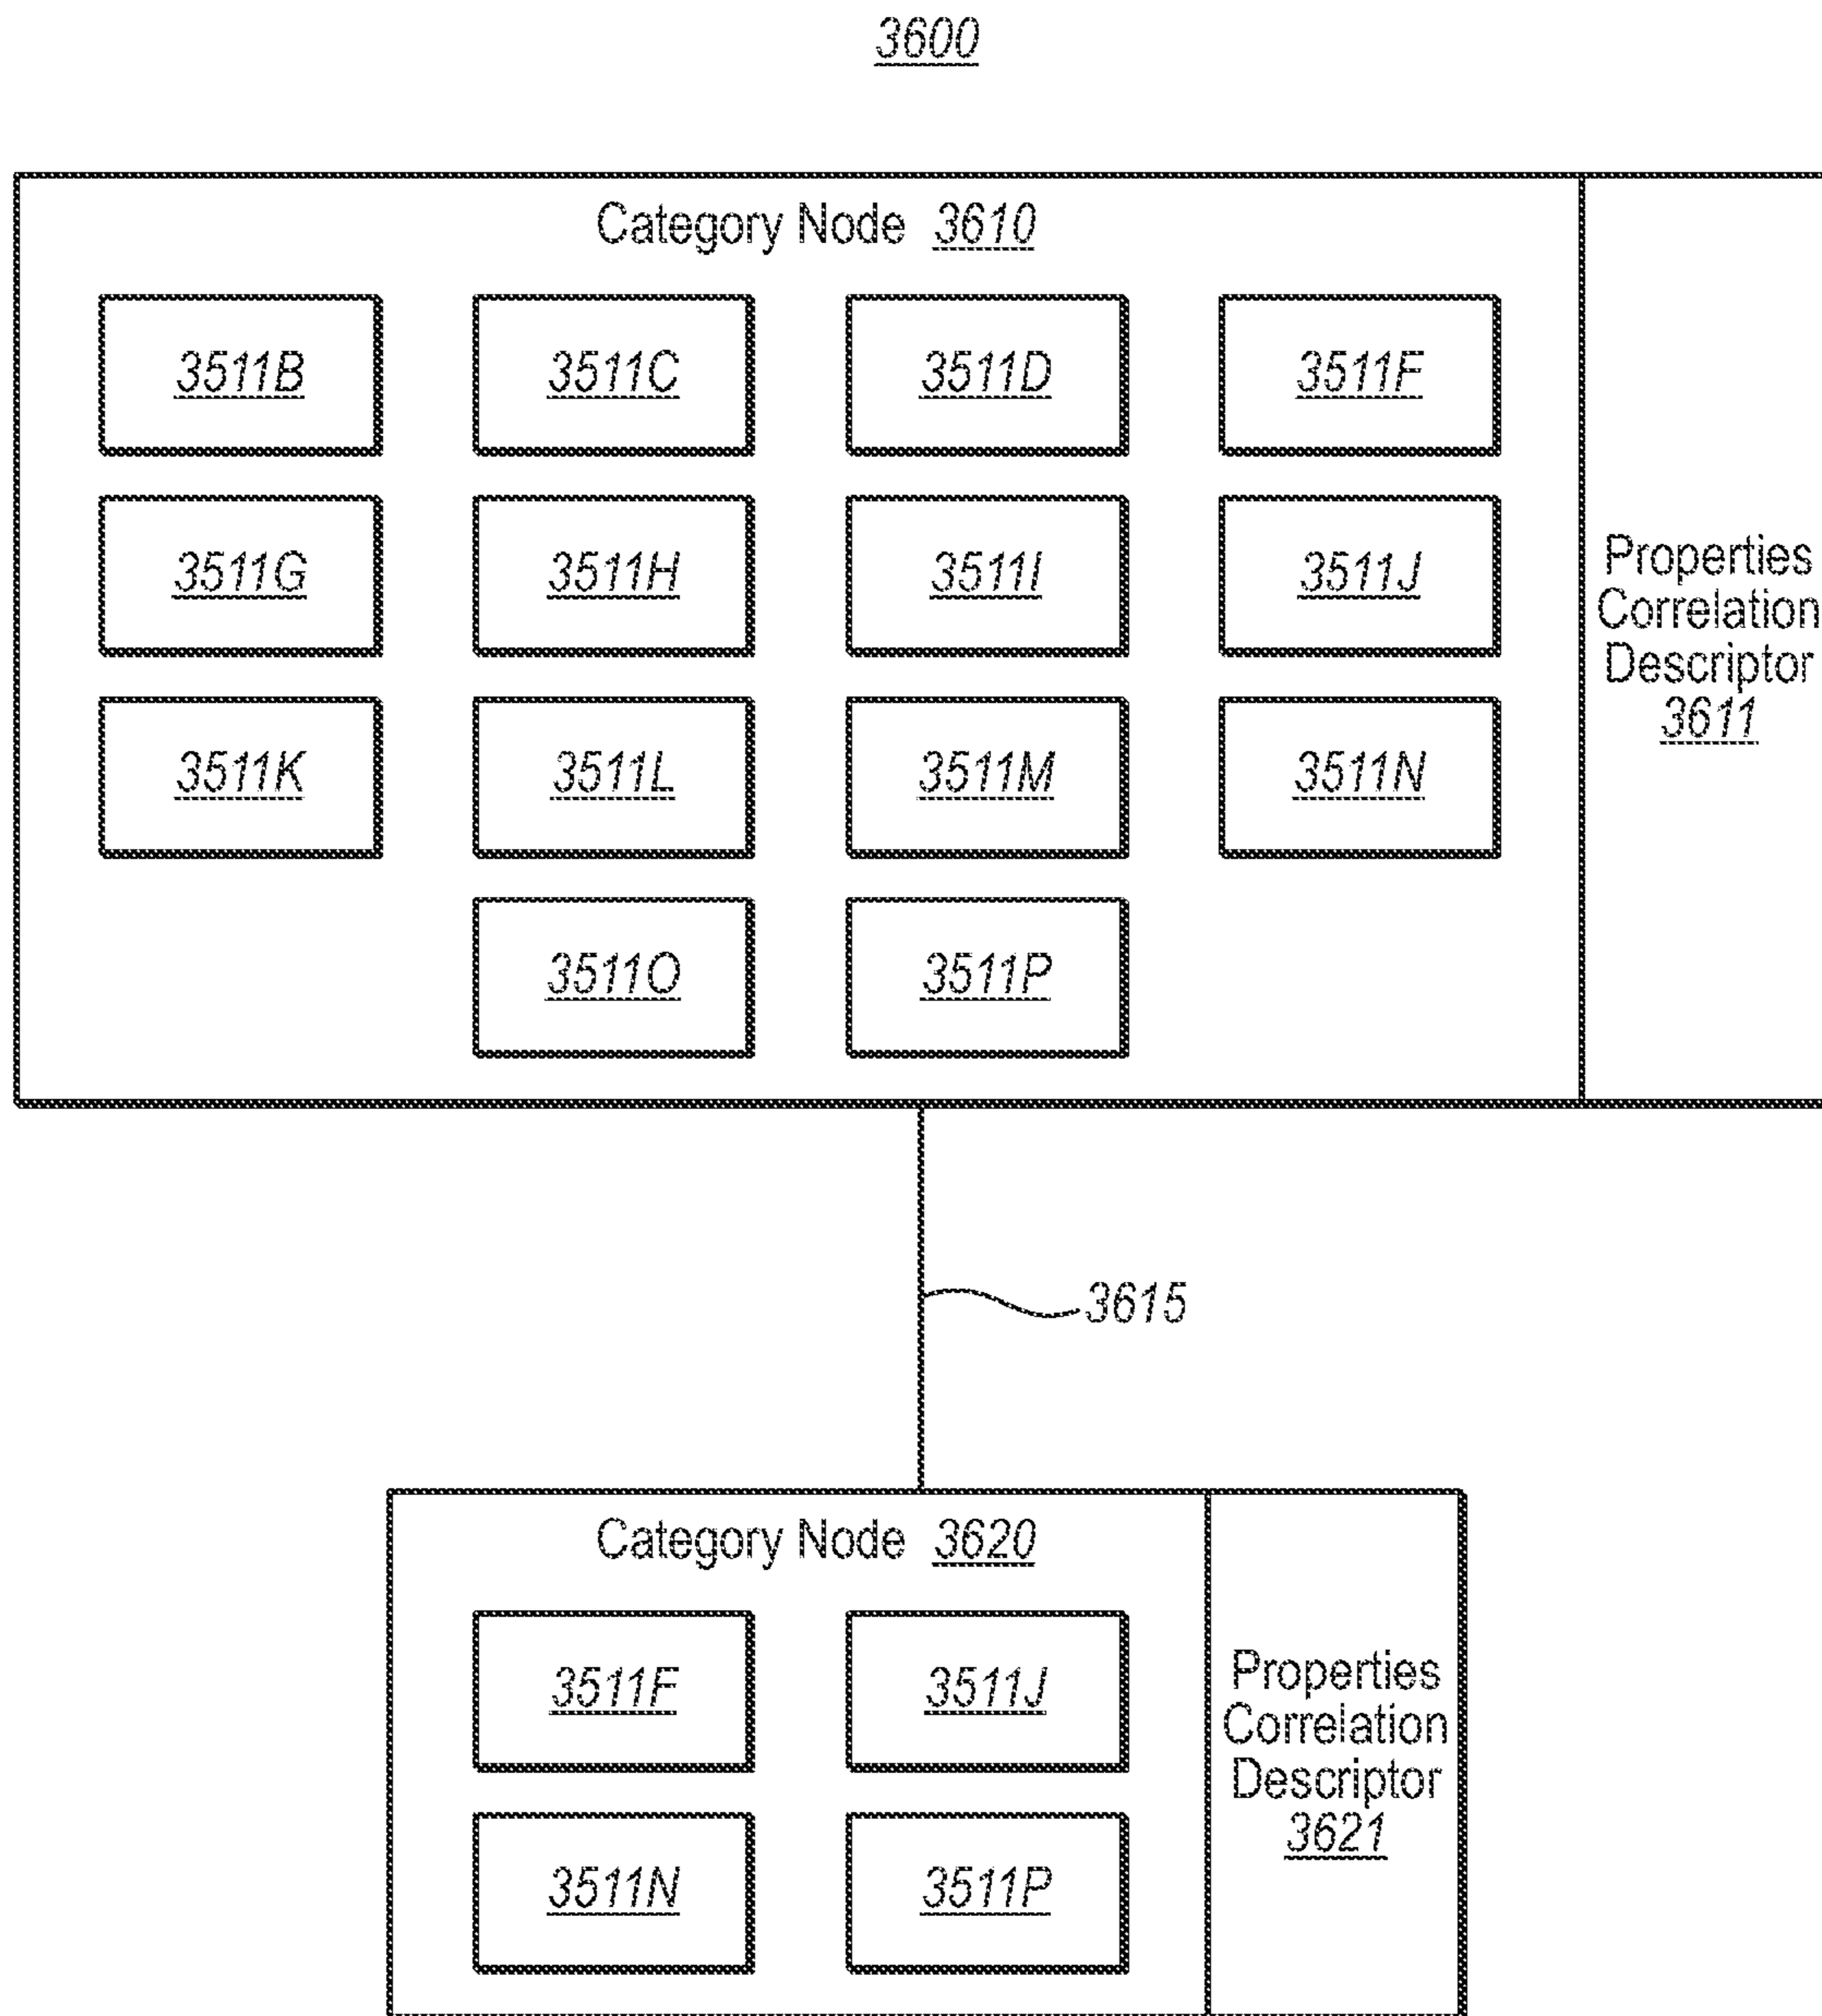 3600
Category Node 3610
3511B 3511C 3511D 3511F
3511G 3511H 3511I 3511J
3511K 3511L 3511M 3511N
3511O 3511P
Properties
Correlation
Descriptor
3611
3615
Category Node 3620
3511F 3511J
3511N 3511P
Properties
Correlation
Descriptor
3621